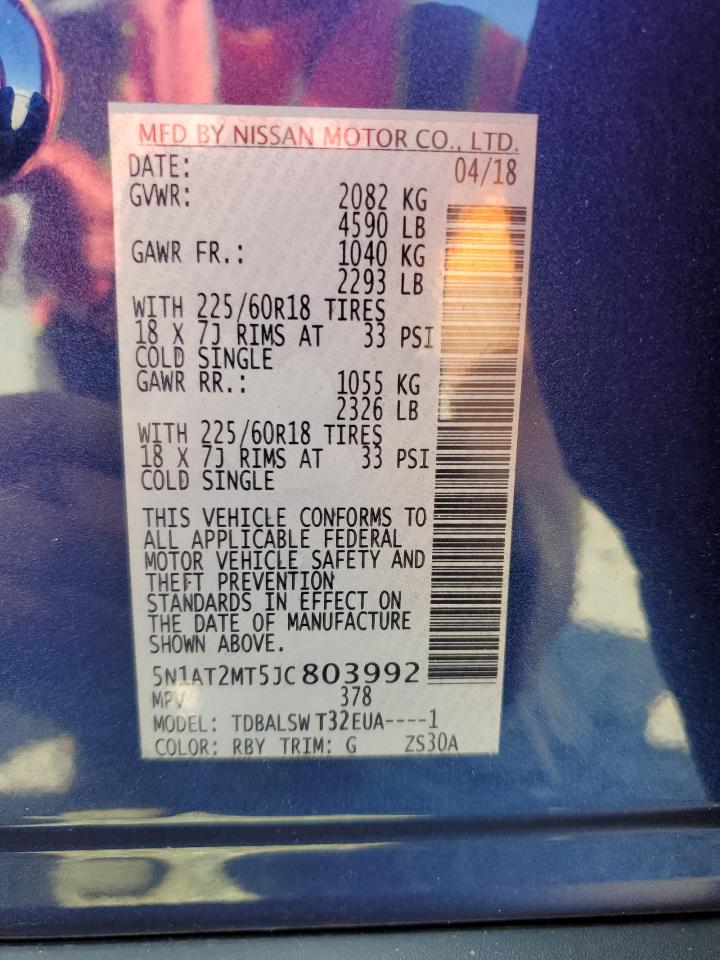 MFD BY NISSAN MOTOR CO., LTD.
DATE: 04/18
GVWR: 2082 KG
4590 LB
GAWR FR.: 1040 KG
2293 LB
WITH 225/60R18 TIRES
18 X 7J RIMS AT 33 PSI
COLD SINGLE
GAWR RR.: 1055 KG
2326 LB
WITH 225/60R18 TIRES
18 X 7J RIMS AT 33 PSI
COLD SINGLE
THIS VEHICLE CONFORMS TO
ALL APPLICABLE FEDERAL
MOTOR VEHICLE SAFETY AND
THEFT PREVENTION
STANDARDS IN EFFECT ON
THE DATE OF MANUFACTURE
SHOWN ABOVE.
5N1AT2MT5JC803992
MPV 378
MODEL: TDBALSW T32EUA----1
COLOR: RBY TRIM: G ZS30A